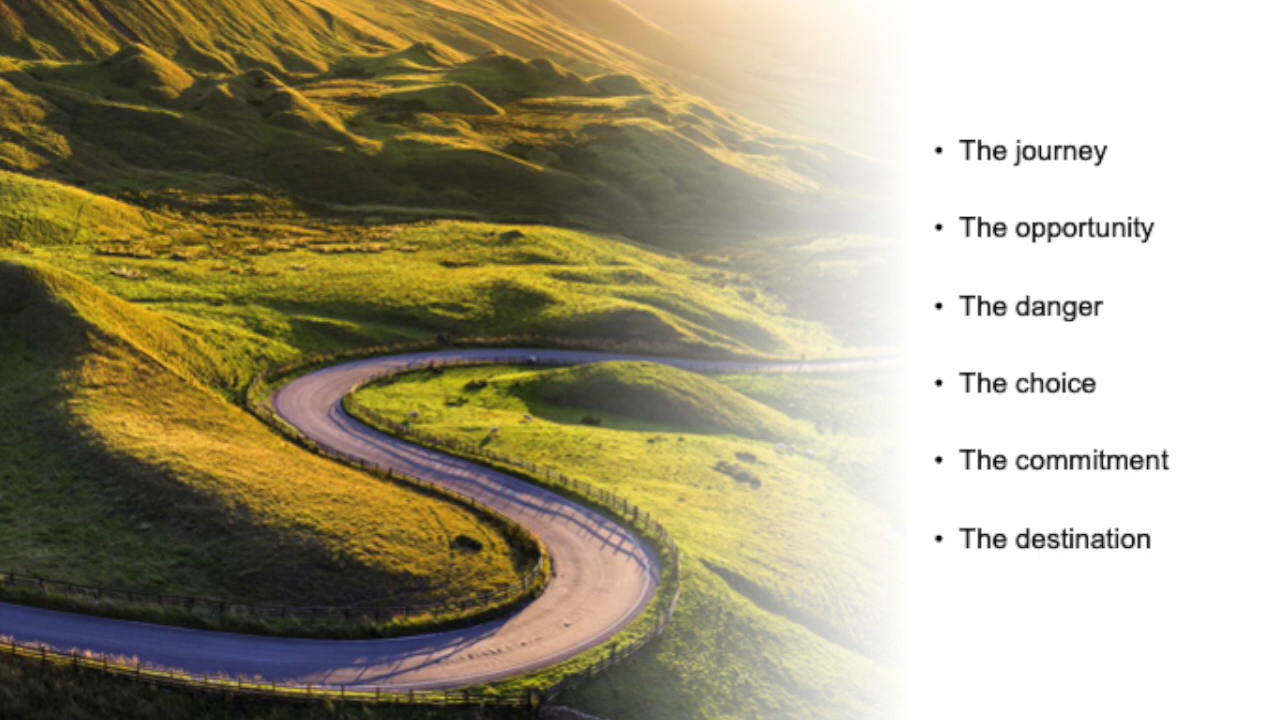 • The journey
• The opportunity
• The danger
• The choice
• The commitment
• The destination